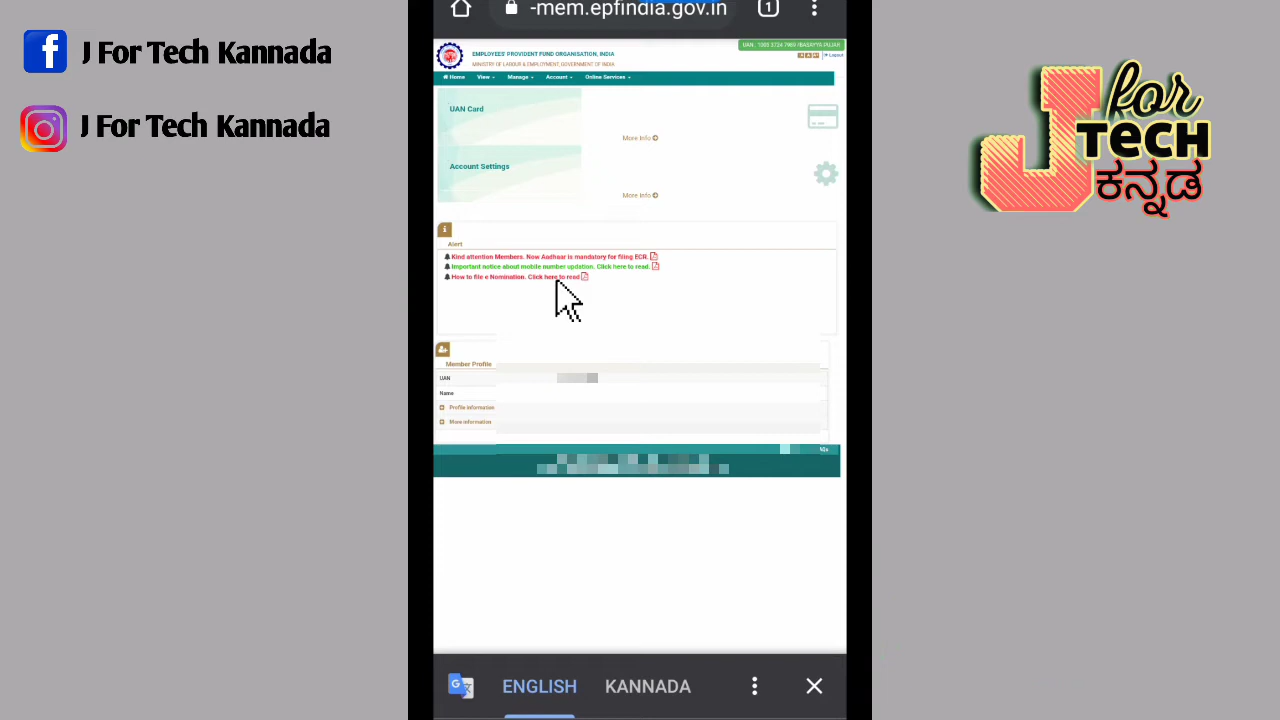 J For Tech Kannada
J For Tech Kannada
J for
TECH
ಕನ್ನಡ
-mem.epfindia.gov.in
1
EMPLOYEES' PROVIDENT FUND ORGANISATION, INDIA
MINISTRY OF LABOUR & EMPLOYMENT, GOVERNMENT OF INDIA
Logout
Home View Manage Account Online Services
UAN Card
More Info
Account Settings
More Info
Alert
Kind attention Members. Now Aadhaar is mandatory for filing ECR.
Important notice about mobile number updation. Click here to read.
How to file e Nomination. Click here to read
Member Profile
UAN
Name
Profile Information
More information
ENGLISH KANNADA